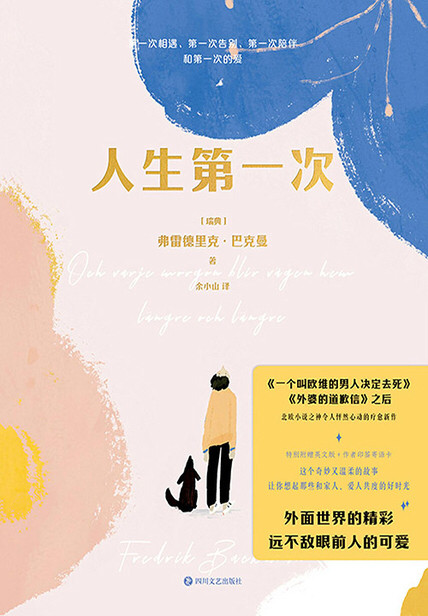 一次相遇、第一次告别、第一次陪伴
和第一次的爱
人生第一次
[瑞典]
弗雷德里克·巴克曼
著
余小山 译
Och varje morgon blir vägen hem
längre och längre
《一个叫欧维的男人决定去死》
《外婆的道歉信》之后
北欧小说之神令人怦然心动的疗愈新作
特别附赠英文版+作者印签寄语卡
这个奇妙又温柔的故事
让你想起那些和家人、爱人共度的好时光
外面世界的精彩
远不敌眼前人的可爱
Fredrik
四川文艺出版社